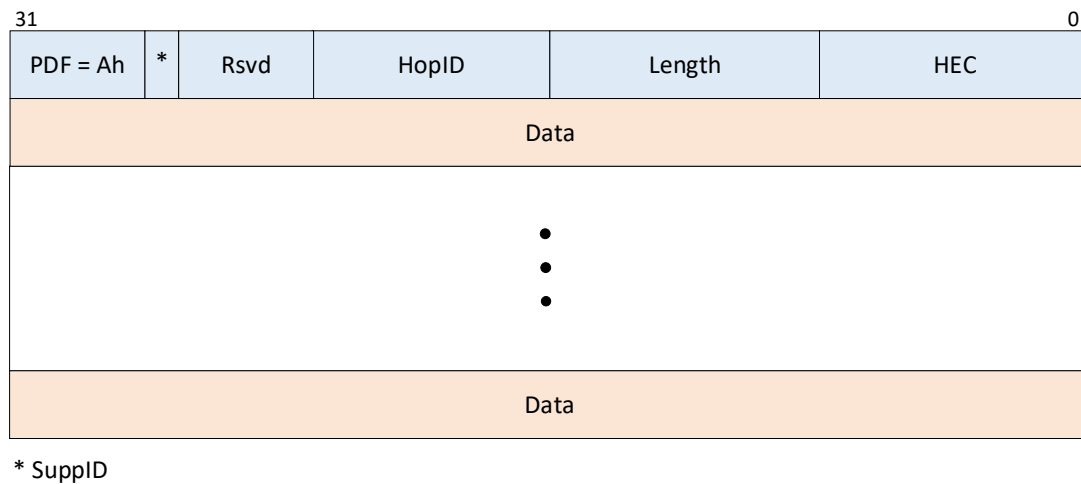 31 0
PDF = Ah * Rsvd HopID Length HEC
Data
Data
* SuppID